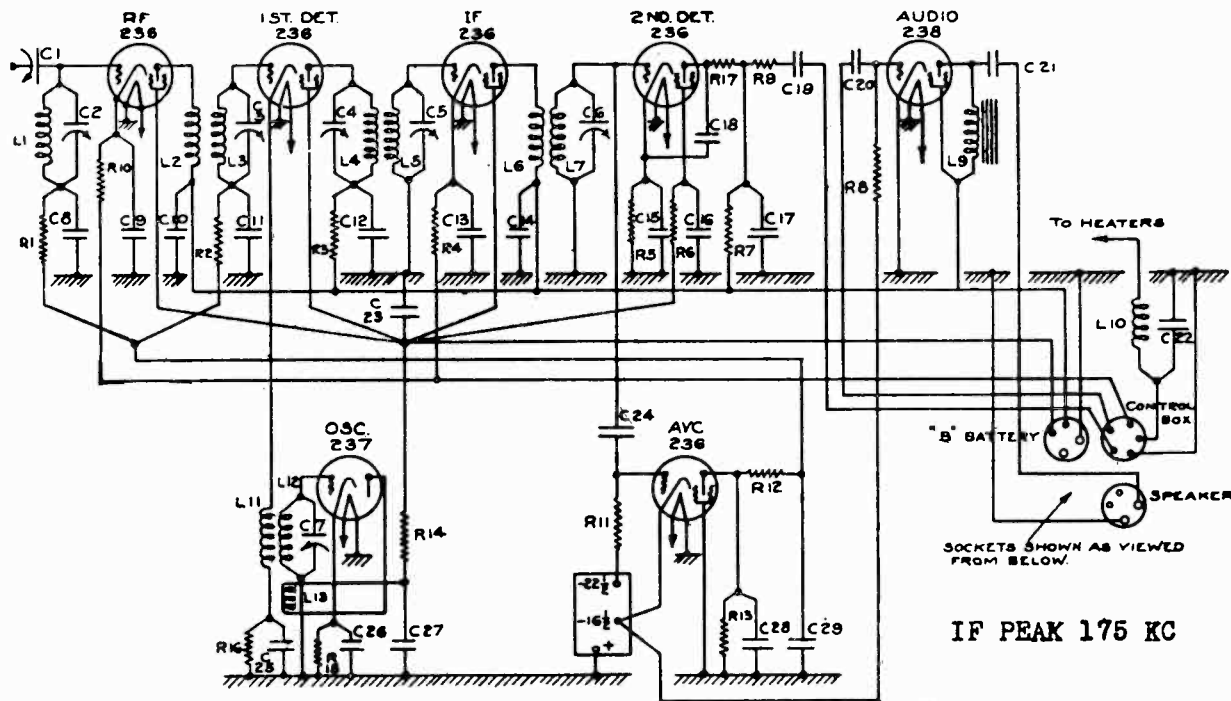 RF
236
1ST. DET.
236
IF
236
2ND. DET.
236
AUDIO
238
C1
C2
L1
R10
L2
L3
C3
C4
L4
L5
C5
L6
L7
C6
R17
R9
C19
C18
C20
C21
L9
R8
C8
R1
C9
C10
R2
C11
R3
C12
R4
C13
C14
R5
C15
R6
C16
R7
C17
C
23
TO HEATERS
L10
C22
CONTROL
BOX
"B" BATTERY
SPEAKER
SOCKETS SHOWN AS VIEWED
FROM BELOW.
OSC.
237
L12
L11
C7
L13
R14
R16
C
25
R
15
C26
C27
C24
AVC
236
R11
R12
-22½
-16½
+
R13
C28
C29
IF PEAK 175 KC